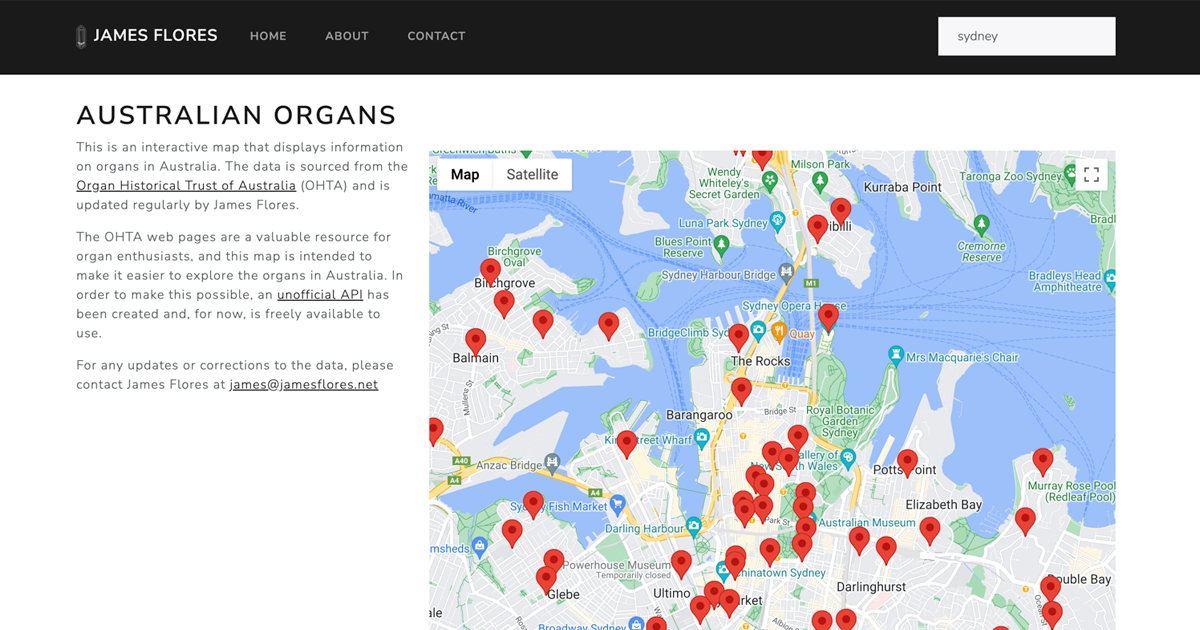 JAMES FLORES
HOME
ABOUT
CONTACT
sydney
AUSTRALIAN ORGANS
This is an interactive map that displays information
on organs in Australia. The data is sourced from the
Organ Historical Trust of Australia (OHTA) and is
updated regularly by James Flores.
The OHTA web pages are a valuable resource for
organ enthusiasts, and this map is intended to
make it easier to explore the organs in Australia. In
order to make this possible, an unofficial API has
been created and, for now, is freely available to
use.
For any updates or corrections to the data, please
contact James Flores at james@jamesflores.net
Map
Satellite
Milson Park
Wendy
Whiteley's
Secret Garden
Kurraba Point
Taronga Zoo Sydney
Luna Park Sydney
Blues Point
Reserve
Cremorne
Reserve
Birchgrove
Oval
Birchgrove
Sydney Harbour Bridge
M1
Bradleys Head
Amphitheatre
Sydney Opera
BridgeClimb
Quay
The Rocks
Mrs Macquarie's Chair
Balmain
Mullens St
Barangaroo
Bridge St
Royal Botanic
Garden
Sydney
Wharf
A40
Anzac Bridge
A4
A4
Gallery of
New South Wales
Potts Point
Murray Rose Pool
(Redleaf Pool)
Elizabeth Bay
Fish Market
Darling Harbour
Park St
Australian Museum
Powerhouse Museum
Temporarily closed
Chinatown Sydney
Darlinghurst
Double Bay
Glebe
Ultimo
Broadway Sydney